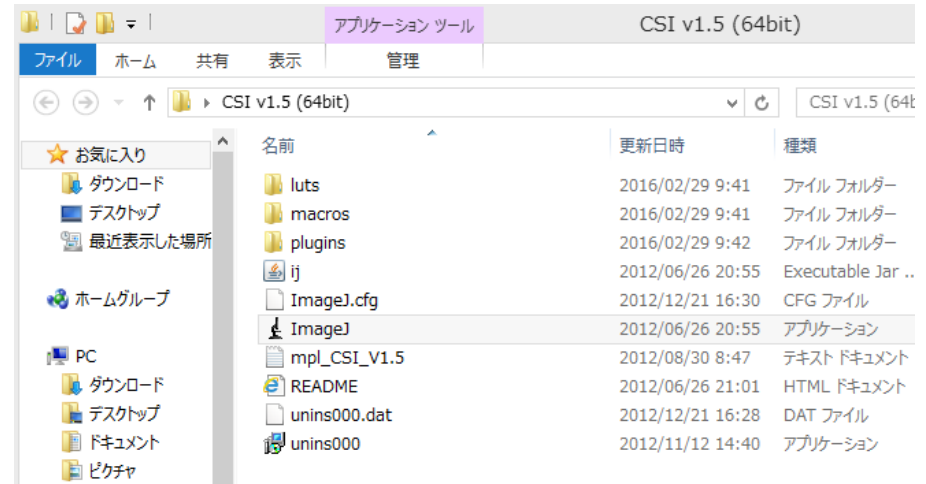 アプリケーション ツール CSI v1.5 (64bit)
ファイル ホーム 共有 表示 管理
CSI v1.5 (64bit) CSI v1.5 (64b
お気に入り
ダウンロード
デスクトップ
最近表示した場所
ホームグループ
PC
ダウンロード
デスクトップ
ドキュメント
ピクチャ
名前 更新日時 種類
luts 2016/02/29 9:41 ファイル フォルダー
macros 2016/02/29 9:41 ファイル フォルダー
plugins 2016/02/29 9:42 ファイル フォルダー
ij 2012/06/26 20:55 Executable Jar ..
ImageJ.cfg 2012/12/21 16:30 CFG ファイル
ImageJ 2012/06/26 20:55 アプリケーション
mpl_CSI_V1.5 2012/08/30 8:47 テキスト ドキュメント
README 2012/06/26 21:01 HTML ドキュメント
unins000.dat 2012/12/21 16:28 DAT ファイル
unins000 2012/11/12 14:40 アプリケーション